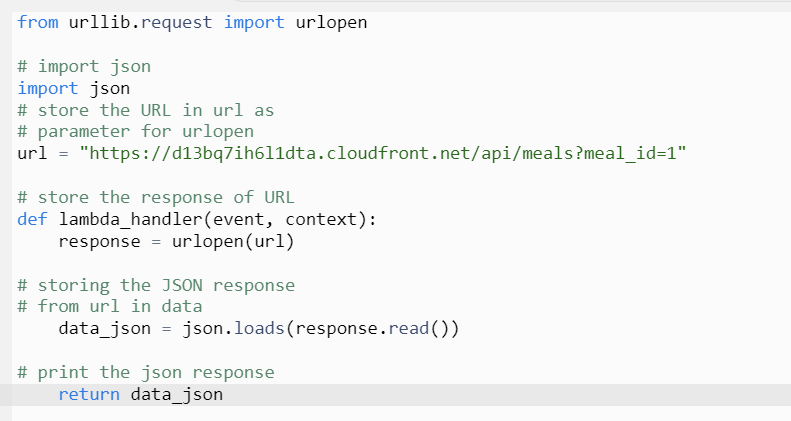 from urllib.request import urlopen
# import json
import json
# store the URL in url as
# parameter for urlopen
url = "https://d13bq7ih6l1dta.cloudfront.net/api/meals?meal_id=1"
# store the response of URL
def lambda_handler(event, context):
    response = urlopen(url)
# storing the JSON response
# from url in data
    data_json = json.loads(response.read())
# print the json response
    return data_json